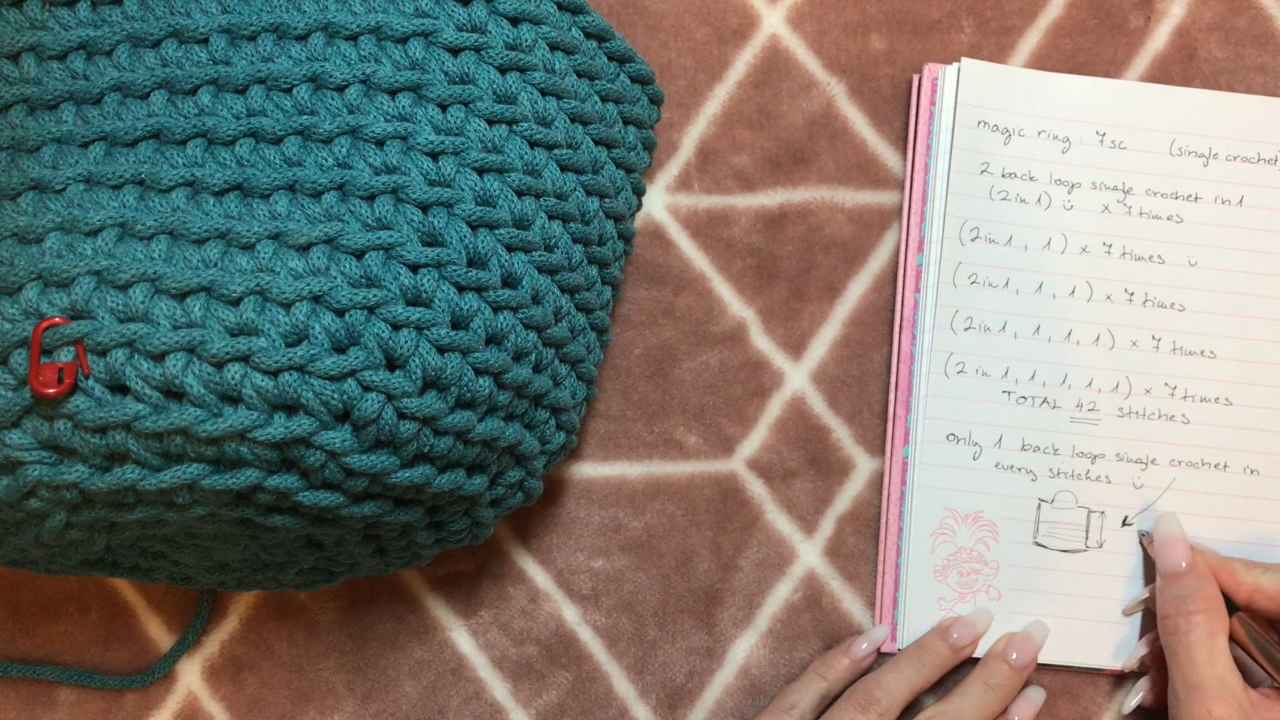 magic ring: 7sc (single crochet)
2 back loop single crochet in 1
(2 in 1) ü × 7 times
(2 in 1, 1) × 7 times ü
(2 in 1, 1, 1) × 7 times
(2 in 1, 1, 1, 1) × 7 times
(2 in 1, 1, 1, 1, 1) × 7 times
TOTAL 42 stitches
only 1 back loop single crochet in
every stitches ü